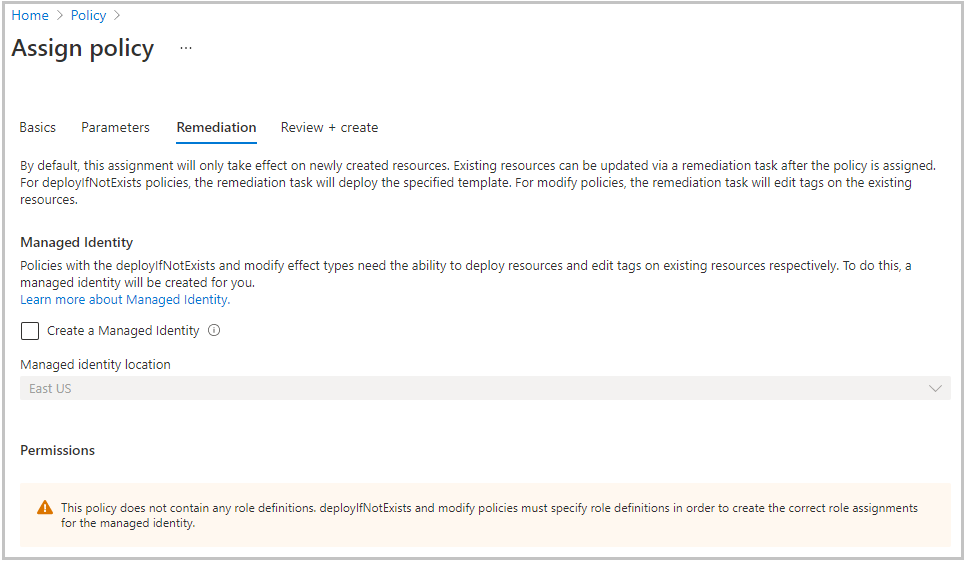 Home > Policy >
Assign policy ...
Basics Parameters Remediation Review + create
By default, this assignment will only take effect on newly created resources. Existing resources can be updated via a remediation task after the policy is assigned.
For deployIfNotExists policies, the remediation task will deploy the specified template. For modify policies, the remediation task will edit tags on the existing
resources.
Managed Identity
Policies with the deployIfNotExists and modify effect types need the ability to deploy resources and edit tags on existing resources respectively. To do this, a
managed identity will be created for you.
Learn more about Managed Identity.
Create a Managed Identity
Managed identity location
East US
Permissions
This policy does not contain any role definitions. deployIfNotExists and modify policies must specify role definitions in order to create the correct role assignments
for the managed identity.